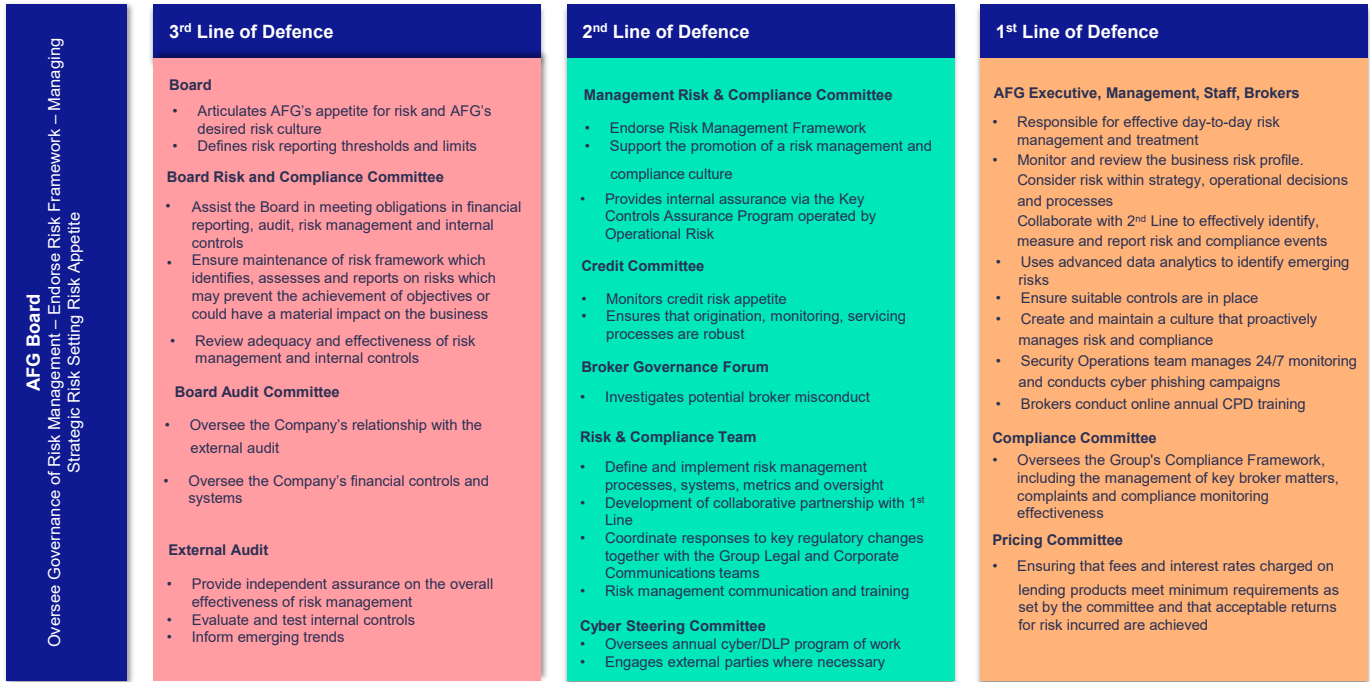 AFG Board
Oversee Governance of Risk Management – Endorse Risk Framework – Managing
Strategic Risk Setting Risk Appetite
3rd Line of Defence
Board
• Articulates AFG's appetite for risk and AFG's
desired risk culture
• Defines risk reporting thresholds and limits
Board Risk and Compliance Committee
• Assist the Board in meeting obligations in financial
reporting, audit, risk management and internal
controls
• Ensure maintenance of risk framework which
identifies, assesses and reports on risks which
may prevent the achievement of objectives or
could have a material impact on the business
• Review adequacy and effectiveness of risk
management and internal controls
Board Audit Committee
• Oversee the Company's relationship with the
external audit
• Oversee the Company's financial controls and
systems
External Audit
• Provide independent assurance on the overall
effectiveness of risk management
• Evaluate and test internal controls
• Inform emerging trends
2nd Line of Defence
Management Risk & Compliance Committee
• Endorse Risk Management Framework
• Support the promotion of a risk management and
compliance culture
• Provides internal assurance via the Key
Controls Assurance Program operated by
Operational Risk
Credit Committee
• Monitors credit risk appetite
• Ensures that origination, monitoring, servicing
processes are robust
Broker Governance Forum
• Investigates potential broker misconduct
Risk & Compliance Team
• Define and implement risk management
processes, systems, metrics and oversight
• Development of collaborative partnership with 1st
Line
• Coordinate responses to key regulatory changes
together with the Group Legal and Corporate
Communications teams
• Risk management communication and training
Cyber Steering Committee
• Oversees annual cyber/DLP program of work
• Engages external parties where necessary
1st Line of Defence
AFG Executive, Management, Staff, Brokers
• Responsible for effective day-to-day risk
management and treatment
• Monitor and review the business risk profile.
Consider risk within strategy, operational decisions
and processes
Collaborate with 2nd Line to effectively identify,
measure and report risk and compliance events
• Uses advanced data analytics to identify emerging
risks
• Ensure suitable controls are in place
• Create and maintain a culture that proactively
manages risk and compliance
• Security Operations team manages 24/7 monitoring
and conducts cyber phishing campaigns
• Brokers conduct online annual CPD training
Compliance Committee
• Oversees the Group's Compliance Framework,
including the management of key broker matters,
complaints and compliance monitoring
effectiveness
Pricing Committee
• Ensuring that fees and interest rates charged on
lending products meet minimum requirements as
set by the committee and that acceptable returns
for risk incurred are achieved